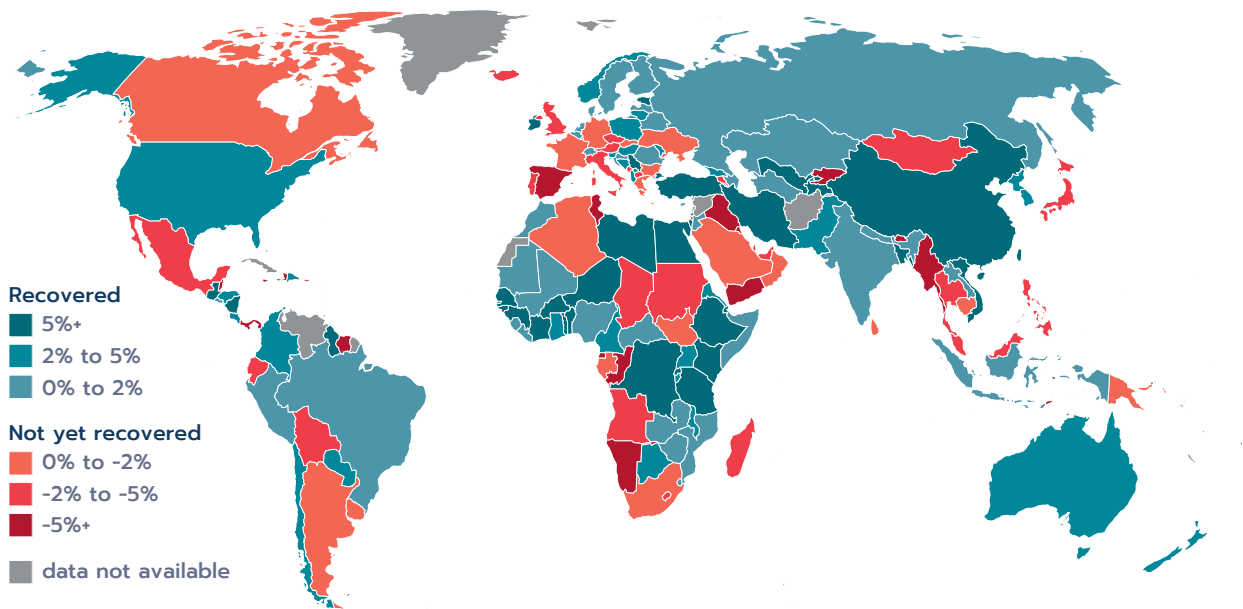 Recovered
5%+
2% to 5%
0% to 2%
Not yet recovered
0% to -2%
-2% to -5%
-5%+
data not available